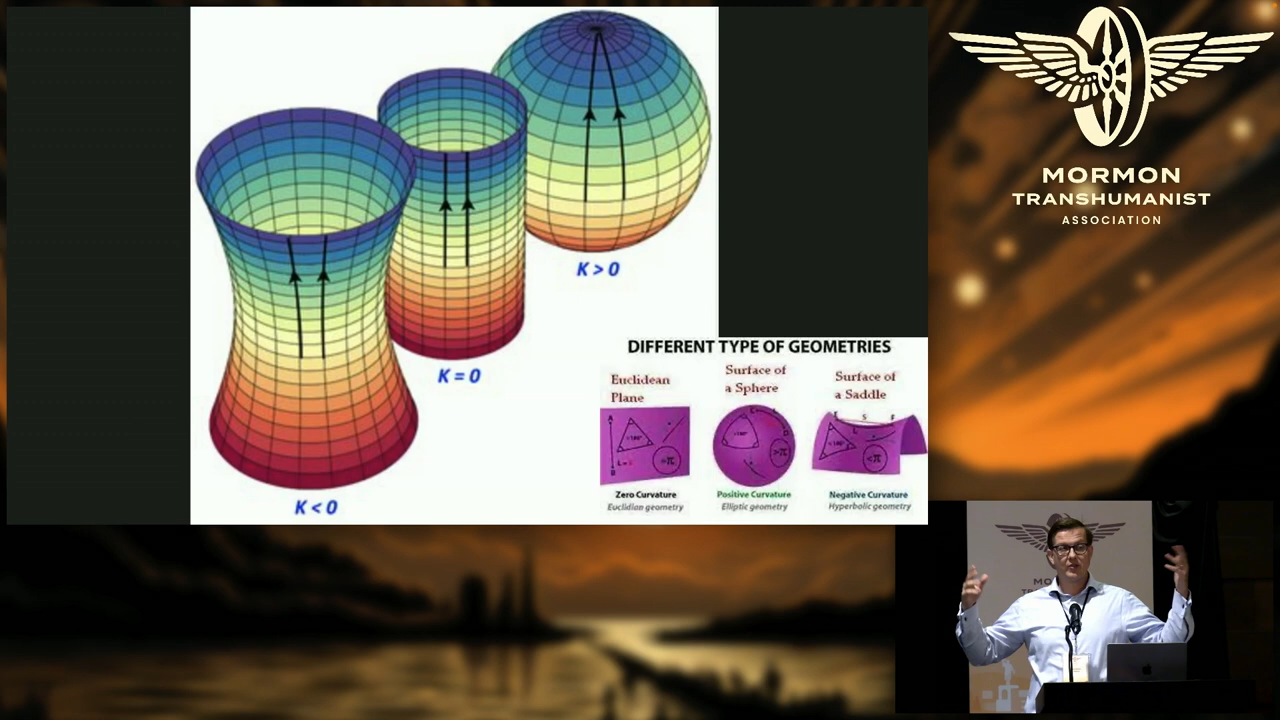 K < 0
K = 0
K > 0
DIFFERENT TYPE OF GEOMETRIES
Euclidean
Plane
Surface of
a Sphere
Surface of
a Saddle
Zero Curvature
Euclidian geometry
Positive Curvature
Elliptic geometry
Negative Curvature
Hyperbolic geometry
MORMON
TRANSHUMANIST
ASSOCIATION